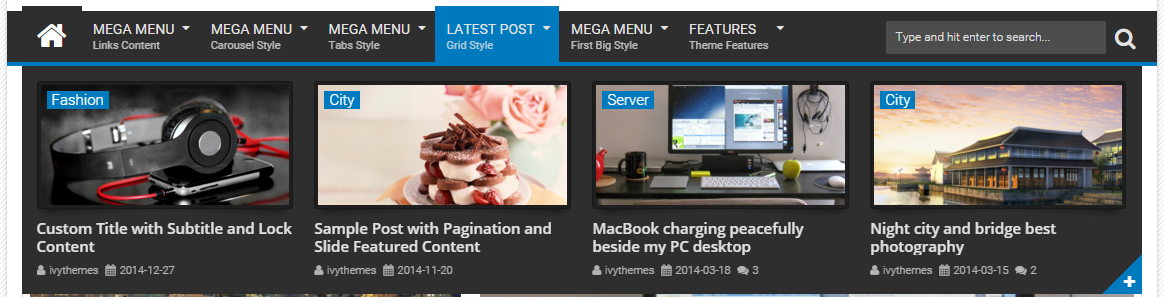 MEGA MENU
Links Content
MEGA MENU
Carousel Style
MEGA MENU
Tabs Style
LATEST POST
Grid Style
MEGA MENU
First Big Style
FEATURES
Theme Features
Type and hit enter to search...
Fashion
Custom Title with Subtitle and Lock
Content
ivythemes 2014-12-27
City
Sample Post with Pagination and
Slide Featured Content
ivythemes 2014-11-20
Server
MacBook charging peacefully
beside my PC desktop
ivythemes 2014-03-18 3
City
Night city and bridge best
photography
ivythemes 2014-03-15 2